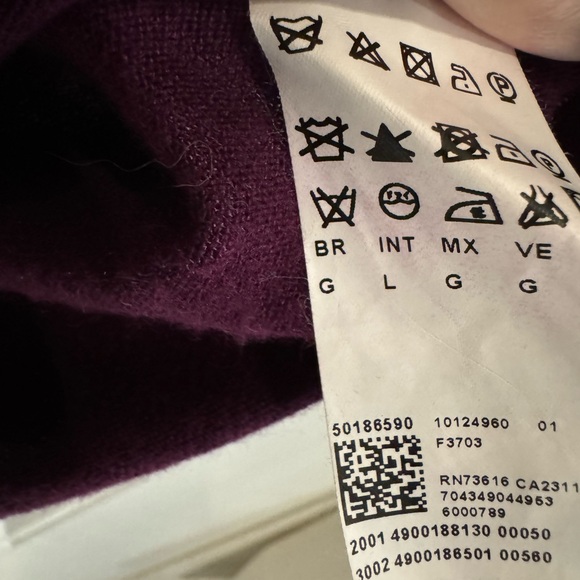 P
BR INT MX VE
G L G G
50186590 10124960 01
F3703
RN73616 CA2311
704349044953
6000789
2001 4900188130 00050
3002 4900186501 00560